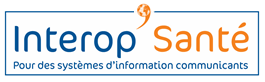 Interop'Santé
Pour des systèmes d'information communicants